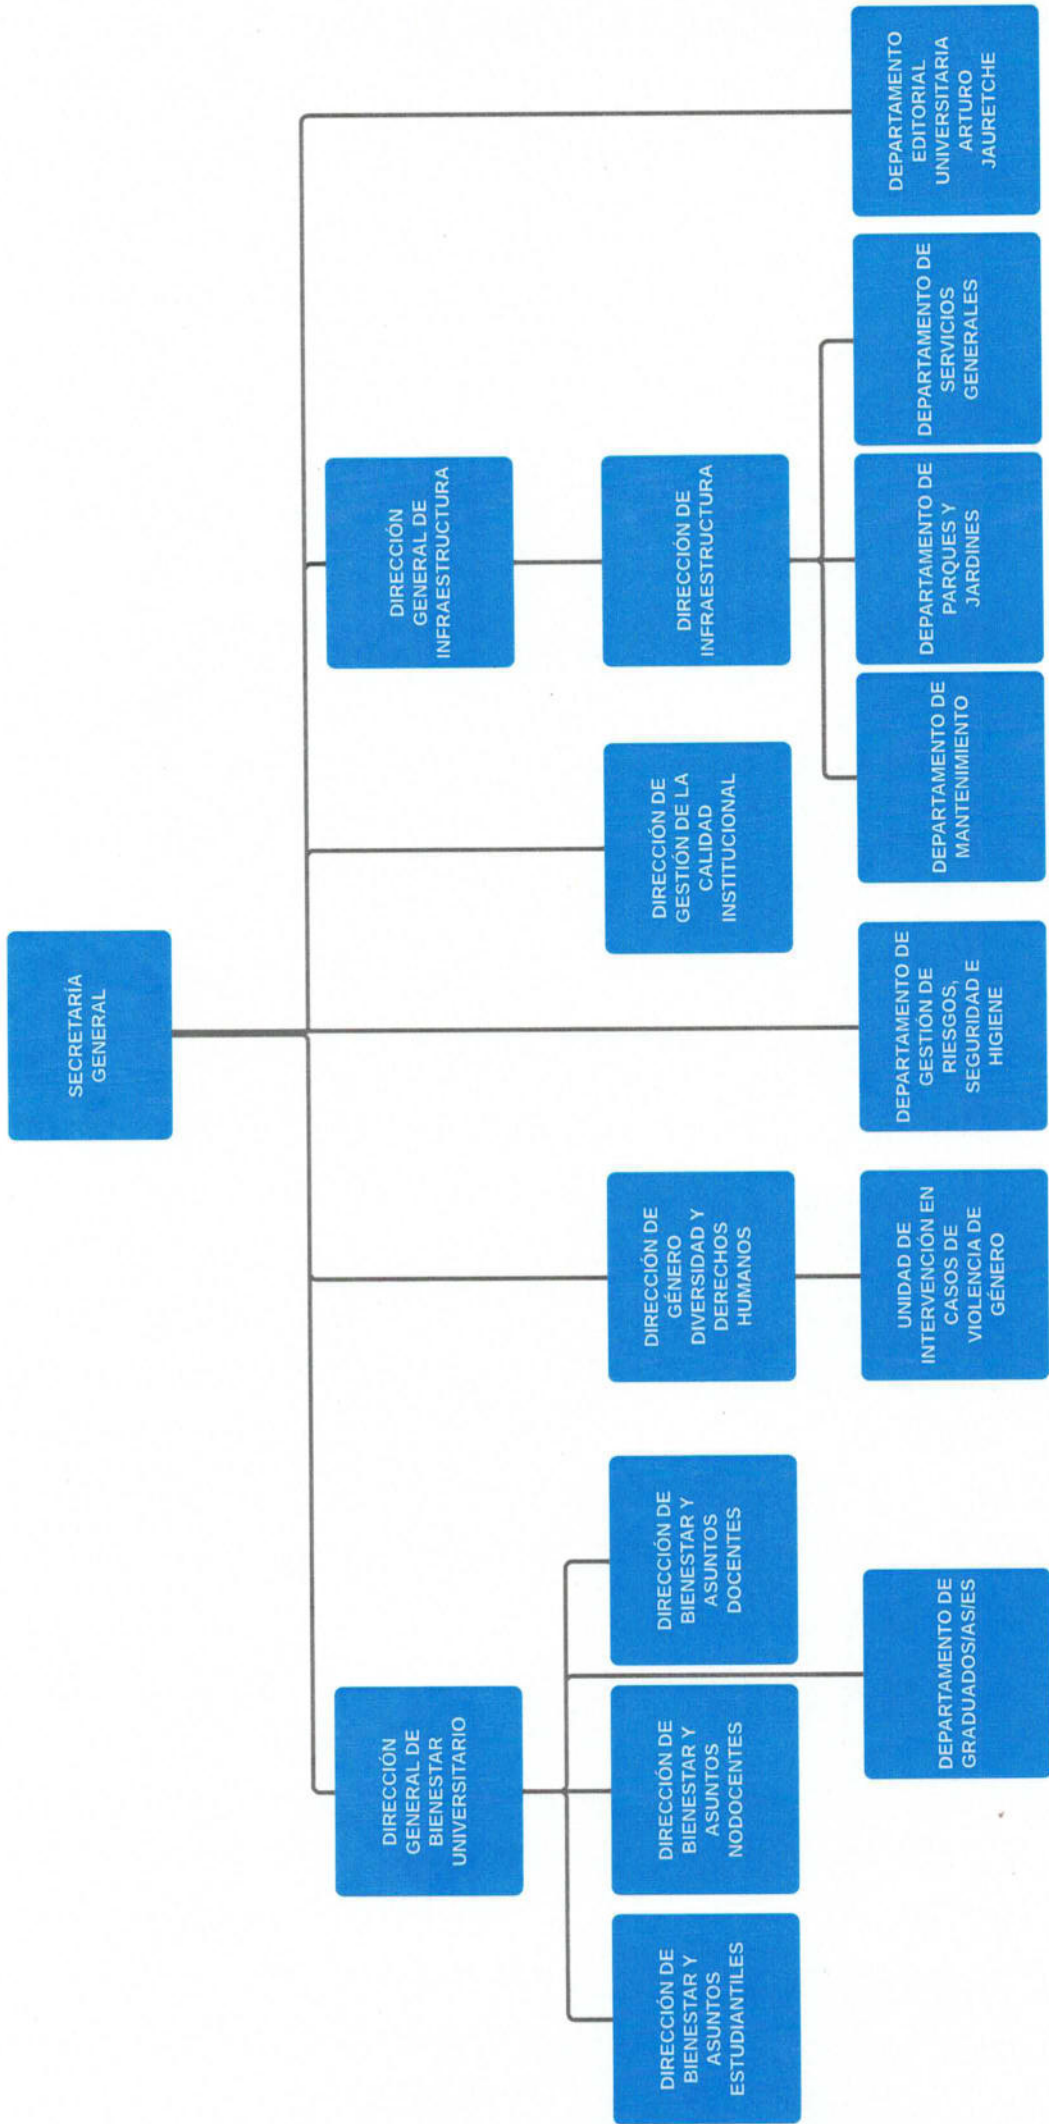 SECRETARÍA
GENERAL
DIRECCIÓN
GENERAL DE
BIENESTAR
UNIVERSITARIO
DIRECCIÓN
GENERAL DE
INFRAESTRUCTURA
DIRECCIÓN DE
BIENESTAR Y
ASUNTOS
ESTUDIANTILES
DIRECCIÓN DE
BIENESTAR Y
ASUNTOS
NODOCENTES
DIRECCIÓN DE
BIENESTAR Y
ASUNTOS
DOCENTES
DIRECCIÓN DE
GÉNERO
DIVERSIDAD Y
DERECHOS
HUMANOS
DIRECCIÓN DE
GESTIÓN DE LA
CALIDAD
INSTITUCIONAL
DIRECCIÓN DE
INFRAESTRUCTURA
DEPARTAMENTO DE
GRADUADOS/AS/ES
UNIDAD DE
INTERVENCIÓN EN
CASOS DE
VIOLENCIA DE
GÉNERO
DEPARTAMENTO DE
GESTIÓN DE
RIESGOS,
SEGURIDAD E
HIGIENE
DEPARTAMENTO DE
MANTENIMIENTO
DEPARTAMENTO DE
PARQUES Y
JARDINES
DEPARTAMENTO DE
SERVICIOS
GENERALES
DEPARTAMENTO
EDITORIAL
UNIVERSITARIA
ARTURO
JAURETCHE